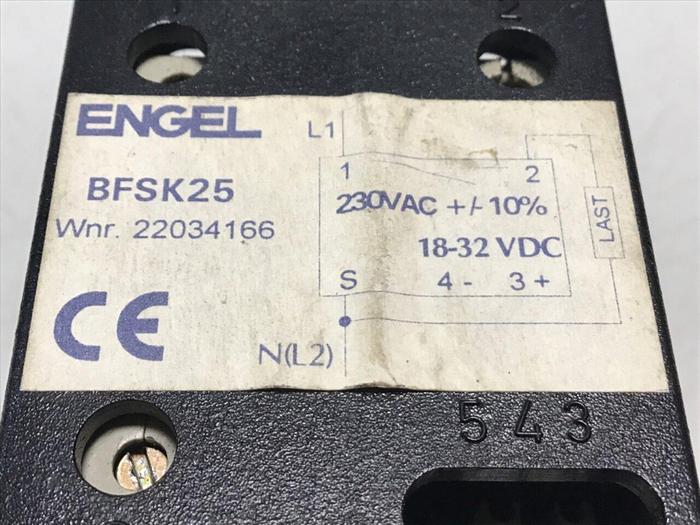 2
ENGEL
L1
1 2
BFSK25
230VAC +/- 10%
LAST
Wnr. 22034166
18-32 VDC
S 4 - 3 +
CE
N(L2)
5 4 3